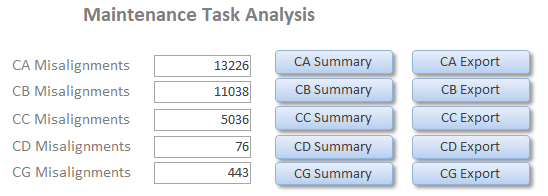 Maintenance Task Analysis
CA Misalignments 13226 CA Summary CA Export
CB Misalignments 11038 CB Summary CB Export
CC Misalignments 5036 CC Summary CC Export
CD Misalignments 76 CD Summary CD Export
CG Misalignments 443 CG Summary CG Export